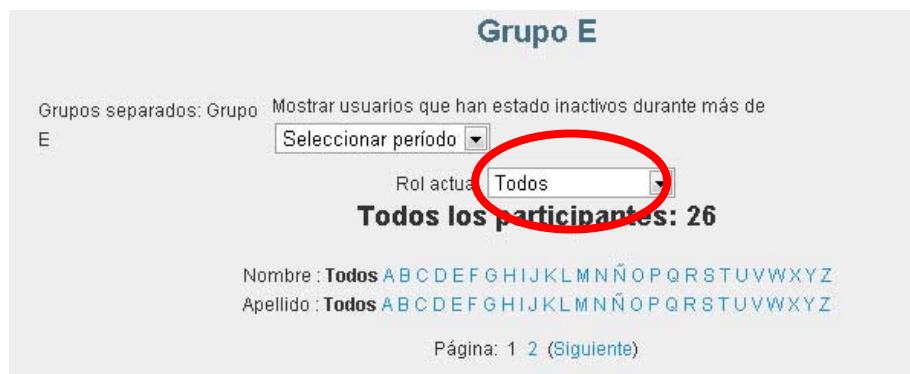 Grupo E
Grupos separados: Grupo E
Mostrar usuarios que han estado inactivos durante más de
Seleccionar período
Rol actual Todos
Todos los participantes: 26
Nombre : Todos A B C D E F G H I J K L M N Ñ O P Q R S T U V W X Y Z
Apellido : Todos A B C D E F G H I J K L M N Ñ O P Q R S T U V W X Y Z
Página: 1 2 (Siguiente)